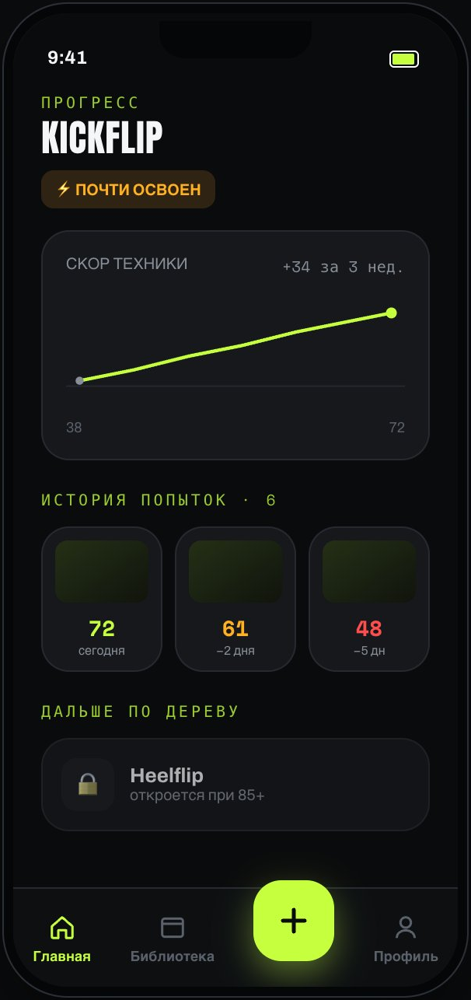 9:41
ПРОГРЕСС
KICKFLIP
⚡ ПОЧТИ ОСВОЕН
СКОР ТЕХНИКИ +34 за 3 нед.
38 72
ИСТОРИЯ ПОПЫТОК · 6
72 61 48
сегодня −2 дня −5 дн
ДАЛЬШЕ ПО ДЕРЕВУ
Heelflip
откроется при 85+
Главная Библиотека Профиль